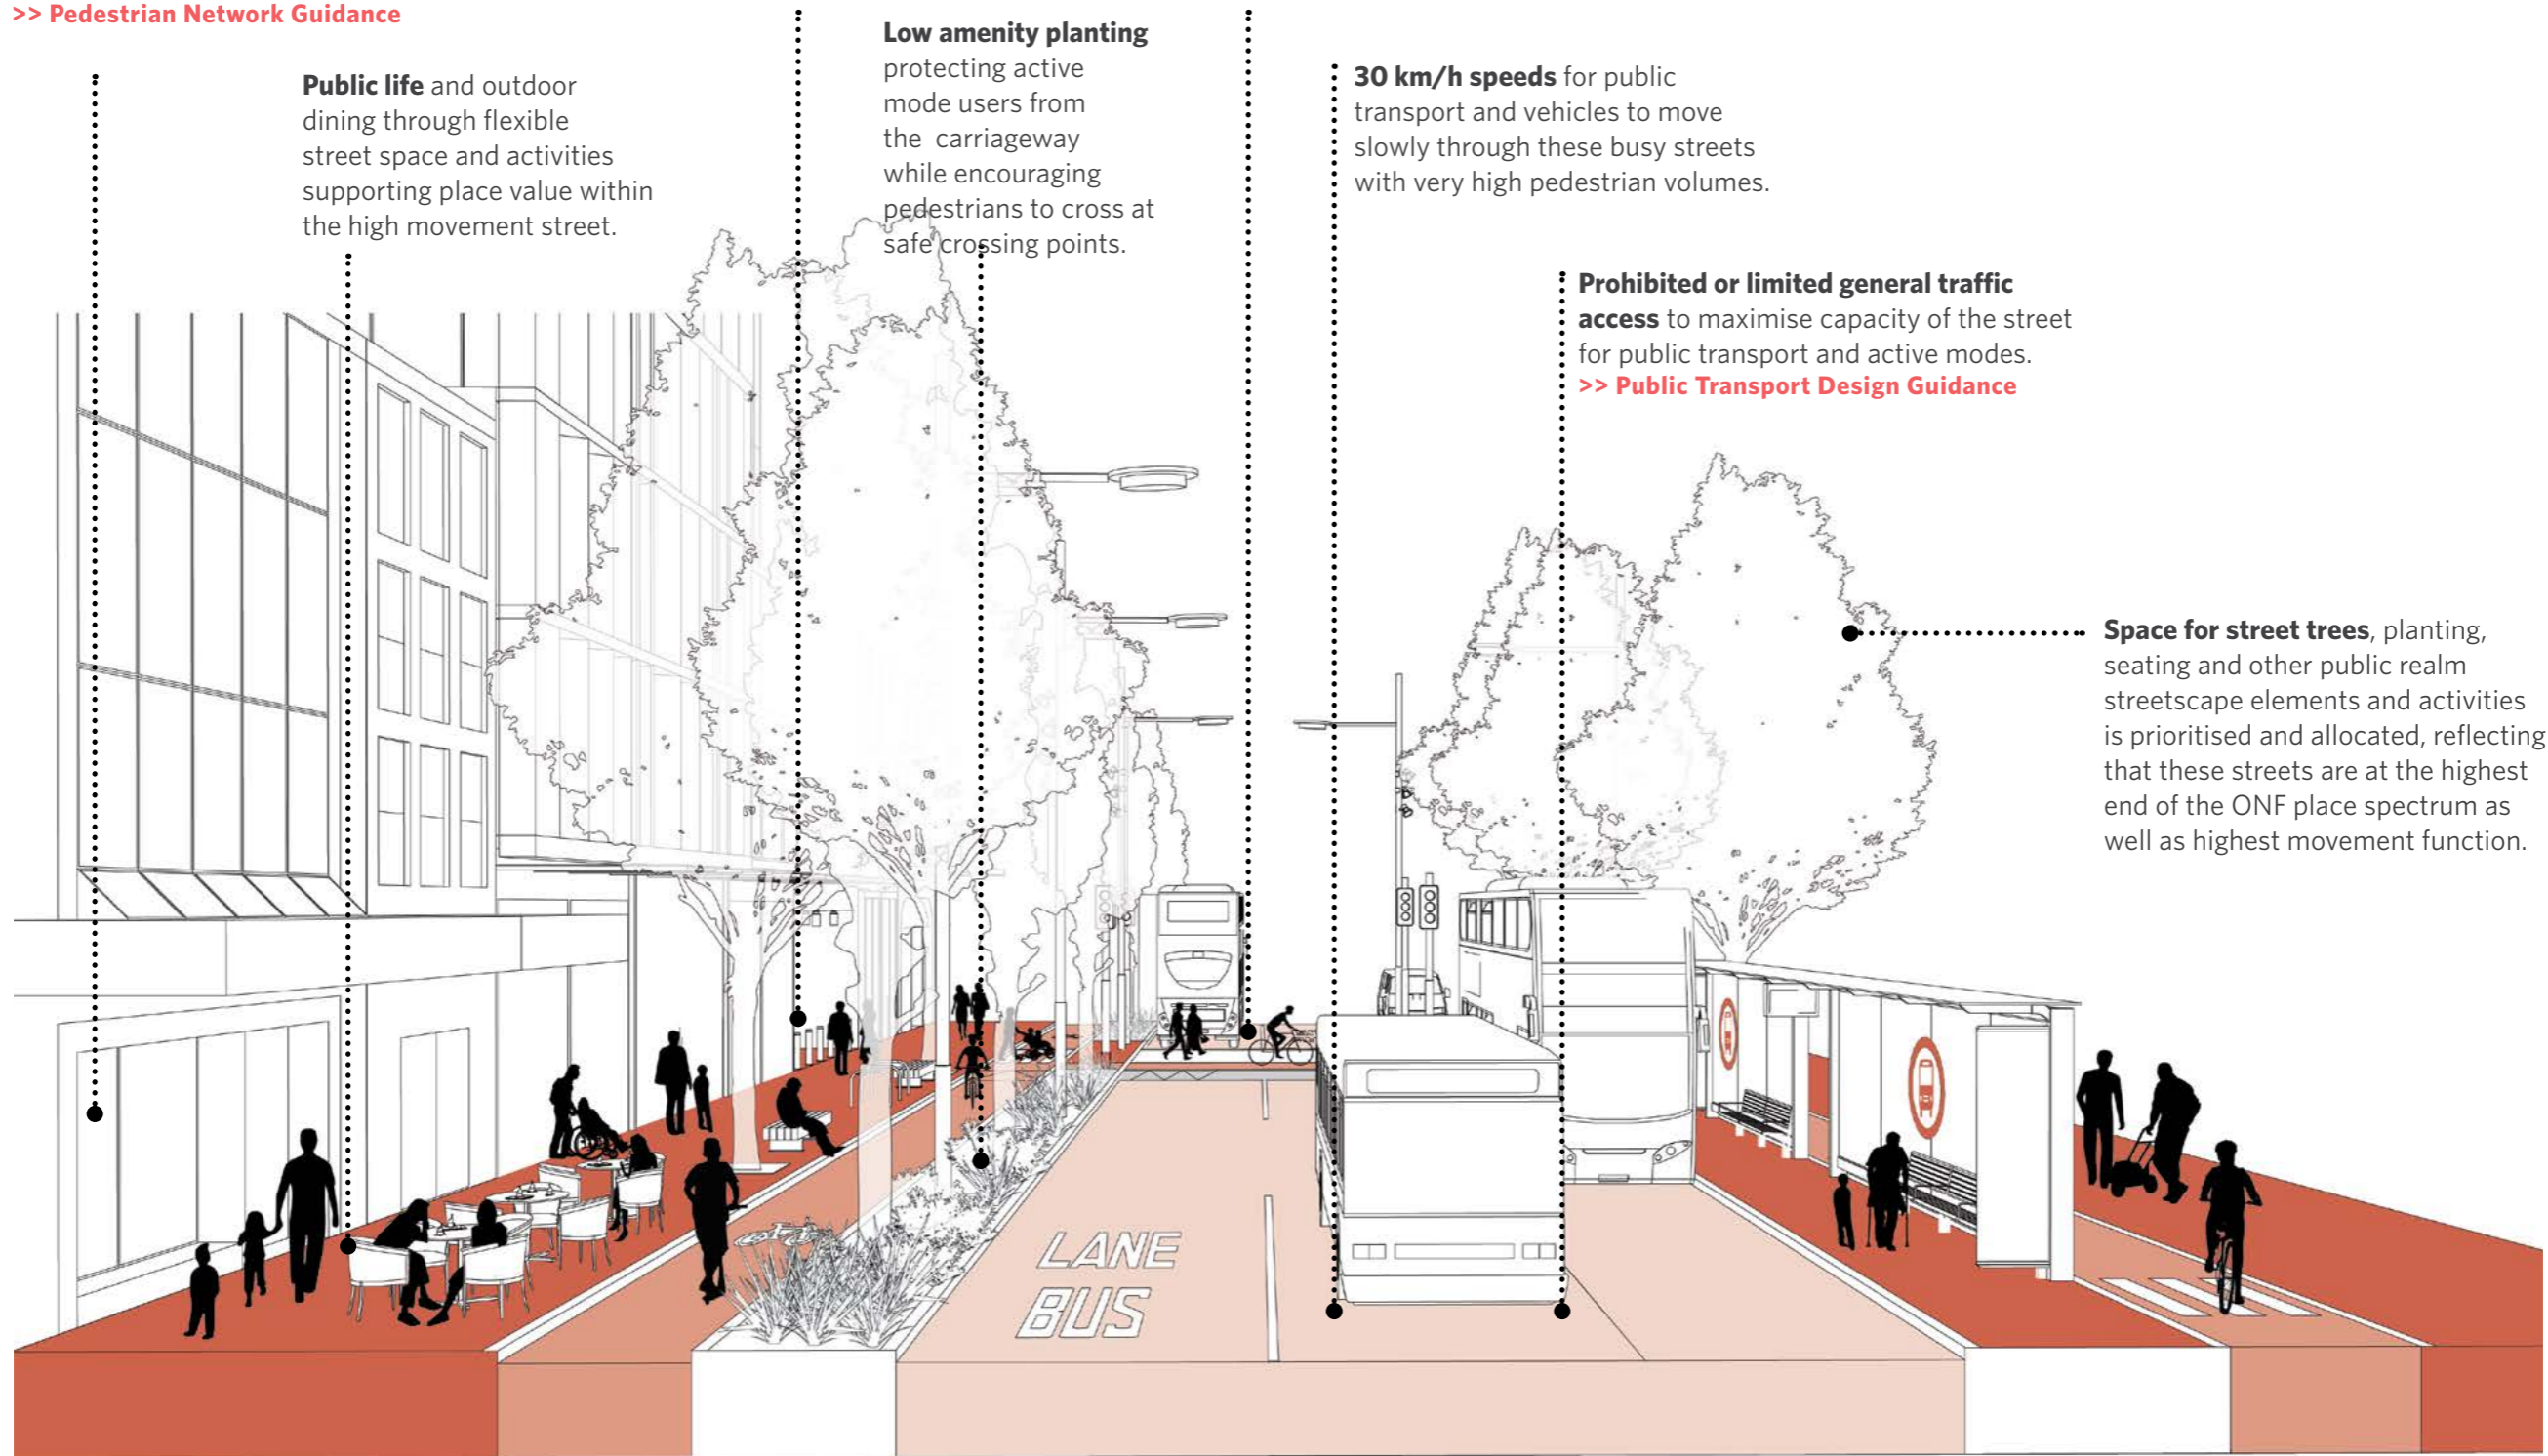 >> Pedestrian Network Guidance
Public life and outdoor
dining through flexible
street space and activities
supporting place value within
the high movement street.
Low amenity planting
protecting active
mode users from
the carriageway
while encouraging
pedestrians to cross at
safe crossing points.
30 km/h speeds for public
transport and vehicles to move
slowly through these busy streets
with very high pedestrian volumes.
Prohibited or limited general traffic
access to maximise capacity of the street
for public transport and active modes.
>> Public Transport Design Guidance
Space for street trees, planting,
seating and other public realm
streetscape elements and activities
is prioritised and allocated, reflecting
that these streets are at the highest
end of the ONF place spectrum as
well as highest movement function.
LANE
BUS